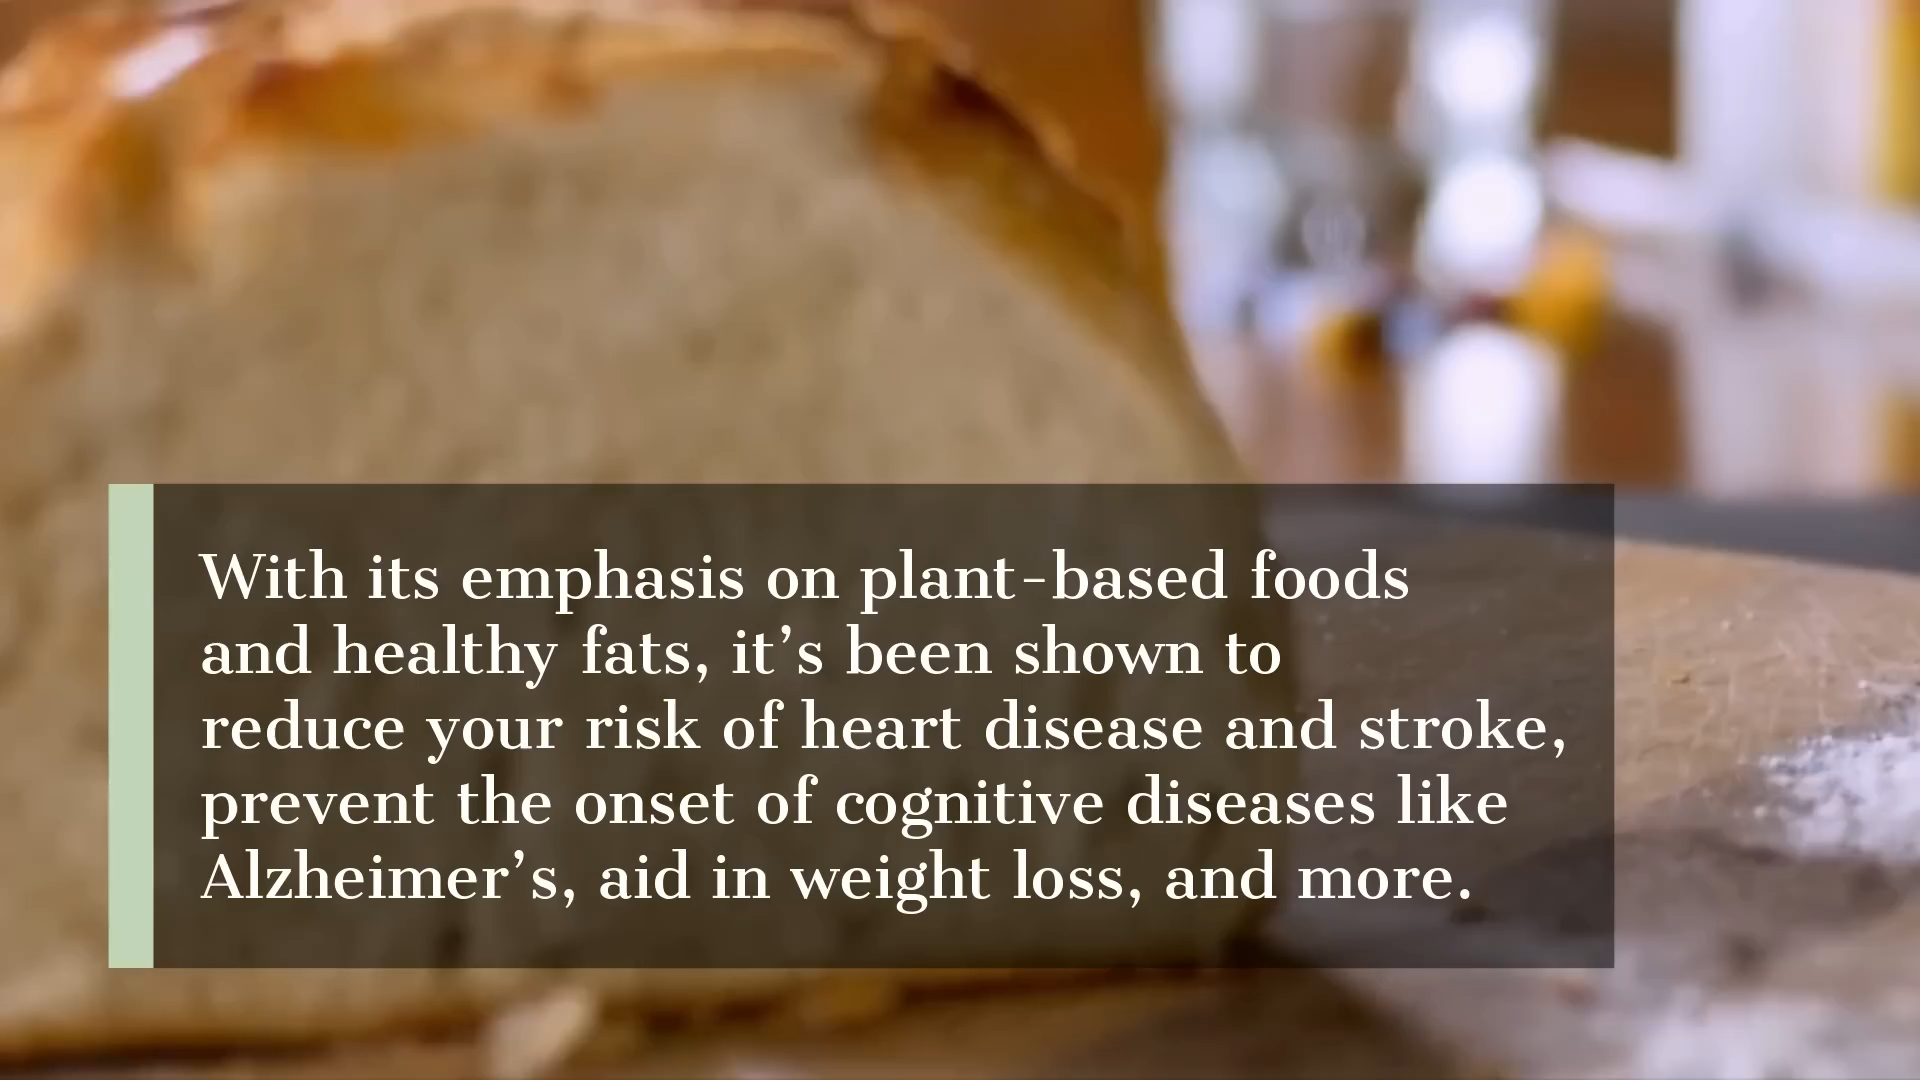 With its emphasis on plant-based foods
and healthy fats, it’s been shown to
reduce your risk of heart disease and stroke,
prevent the onset of cognitive diseases like
Alzheimer’s, aid in weight loss, and more.